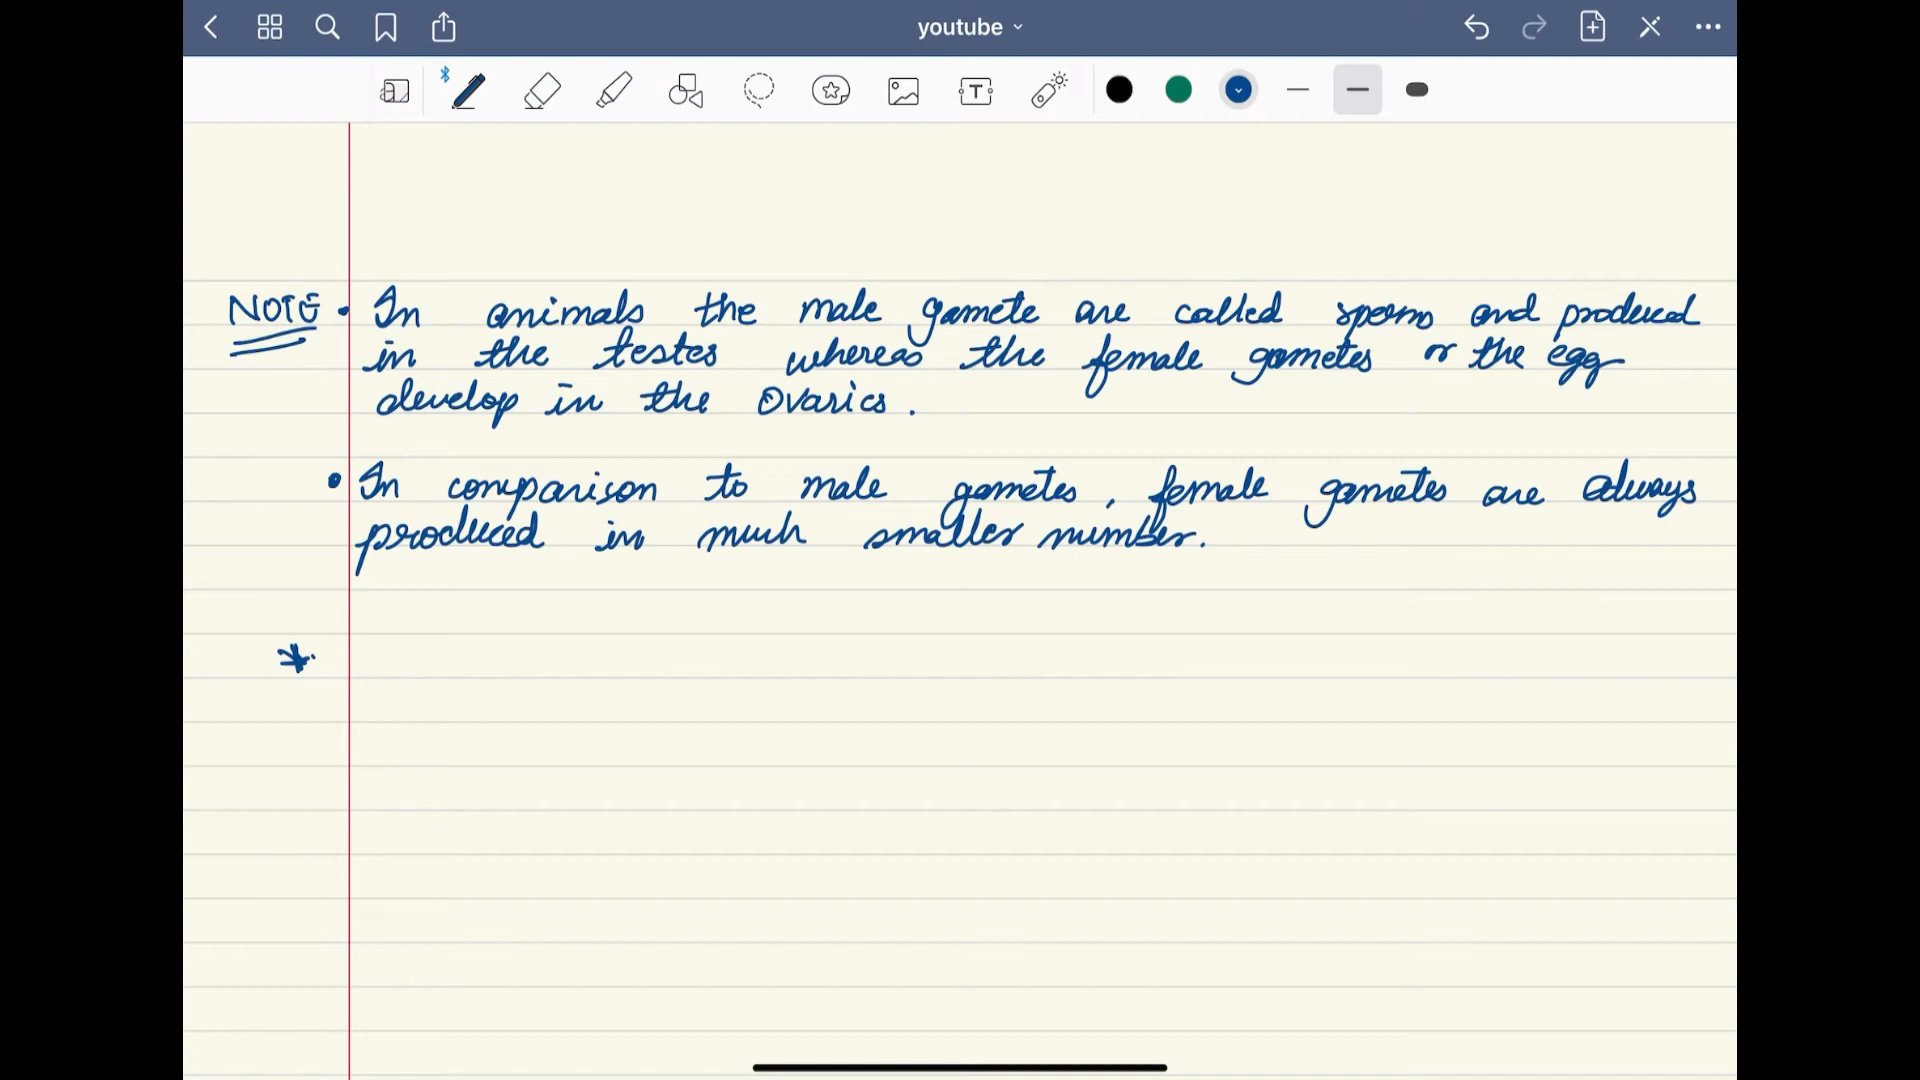 youtube
NOTE • In animals the male gamete are called sperms and produced
in the testes whereas the female gametes or the egg
develop in the Ovaries.
• In comparison to male gametes, female gametes are always
produced in much smaller number.
*